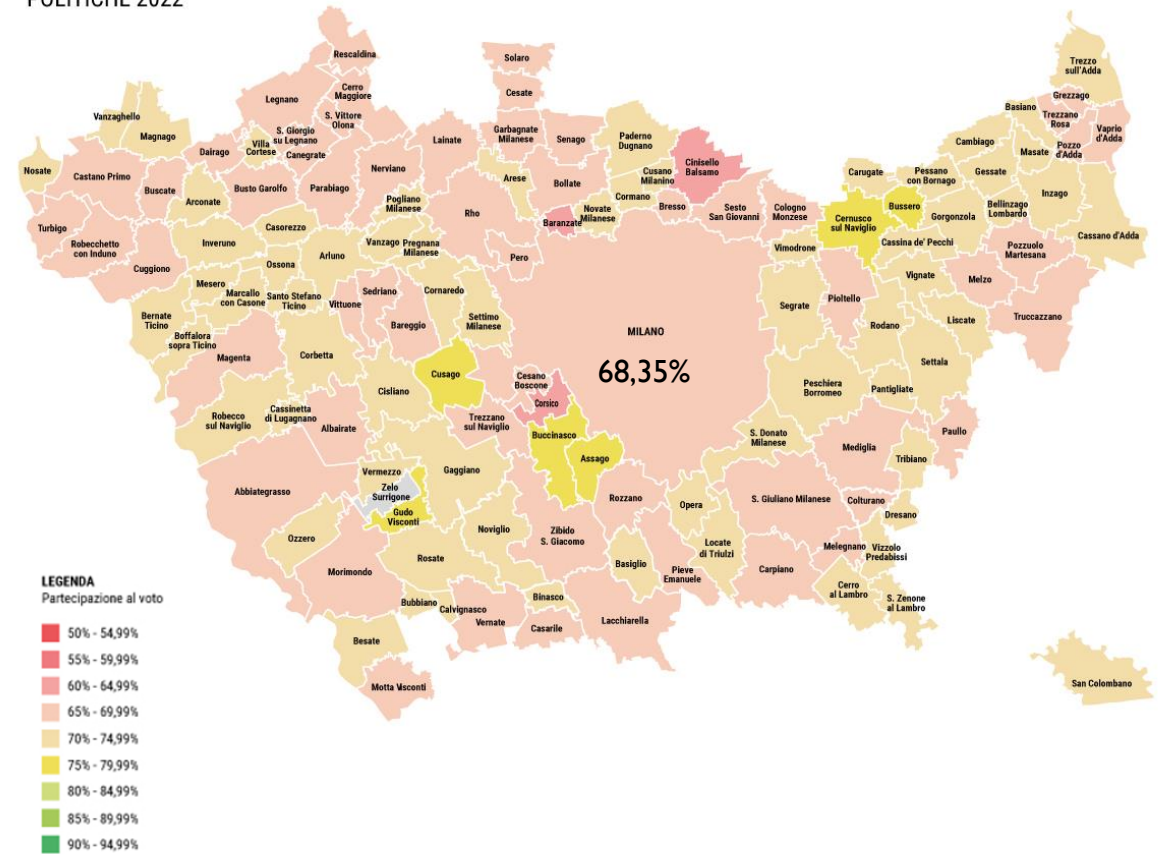 POLITICHE 2022
Rescaldina
Solaro
Trezzo
sull'Adda
Cerro
Maggiore
Legnano
Cesate
Grezzago
Basiano
Vanzaghello
S. Vittore
Olona
Trezzano
Rosa
Magnago
S. Giorgio
su Legnano
Garbagnate
Milanese
Senago
Paderno
Dugnano
Vaprio
d'Adda
Villa
Cortese
Lainate
Cambiago
Dairago
Canegrate
Masate
Pozzo
d'Adda
Nosate
Castano Primo
Nerviano
Cinisello
Balsamo
Carugate
Pessano
con Bornago
Gessate
Buscate
Busto Garolfo
Parabiago
Arese
Bollate
Cusano
Milanino
Inzago
Arconate
Pogliano
Milanese
Cormano
Bussero
Bellinzago
Lombardo
Rho
Baranzate
Novate
Milanese
Bresso
Sesto
San Giovanni
Cologno
Monzese
Cernusco
sul Naviglio
Gorgonzola
Turbigo
Casorezzo
Cassano d'Adda
Robecchetto
con Induno
Inveruno
Vanzago
Pregnana
Milanese
Vimodrone
Cassina de' Pecchi
Pozzuolo
Martesana
Cuggiono
Ossona
Arluno
Pero
Vignate
Melzo
Mesero
Marcallo
con Casone
Santo Stefano
Ticino
Sedriano
Cornaredo
Vittuone
Segrate
Pioltello
Bernate
Ticino
Bareggio
Settimo
Milanese
MILANO
Rodano
Liscate
Truccazzano
Boffalora
sopra Ticino
Magenta
Corbetta
Settala
Cusago
Cesano
Boscone
68,35%
Cisliano
Peschiera
Borromeo
Pantigliate
Corsico
Robecco
sul Naviglio
Cassinetta
di Lugagnano
Albairate
Trezzano
sul Naviglio
Buccinasco
S. Donato
Milanese
Paullo
Mediglia
Assago
Tribiano
Vermezzo
Gaggiano
Zelo
Surrigone
Abbiategrasso
Rozzano
S. Giuliano Milanese
Colturano
Opera
Gudo
Visconti
Dresano
Ozzero
Noviglio
Zibido
S. Giacomo
Locate
di Triulzi
Melegnano
Vizzolo
Predabissi
Rosate
Basiglio
Morimondo
Pieve
Emanuele
Carpiano
Cerro
al Lambro
Binasco
S. Zenone
al Lambro
Bubbiano
Calvignasco
Vernate
Casarile
Lacchiarella
Besate
Motta Visconti
San Colombano
LEGENDA
Partecipazione al voto
50% - 54,99%
55% - 59,99%
60% - 64,99%
65% - 69,99%
70% - 74,99%
75% - 79,99%
80% - 84,99%
85% - 89,99%
90% - 94,99%